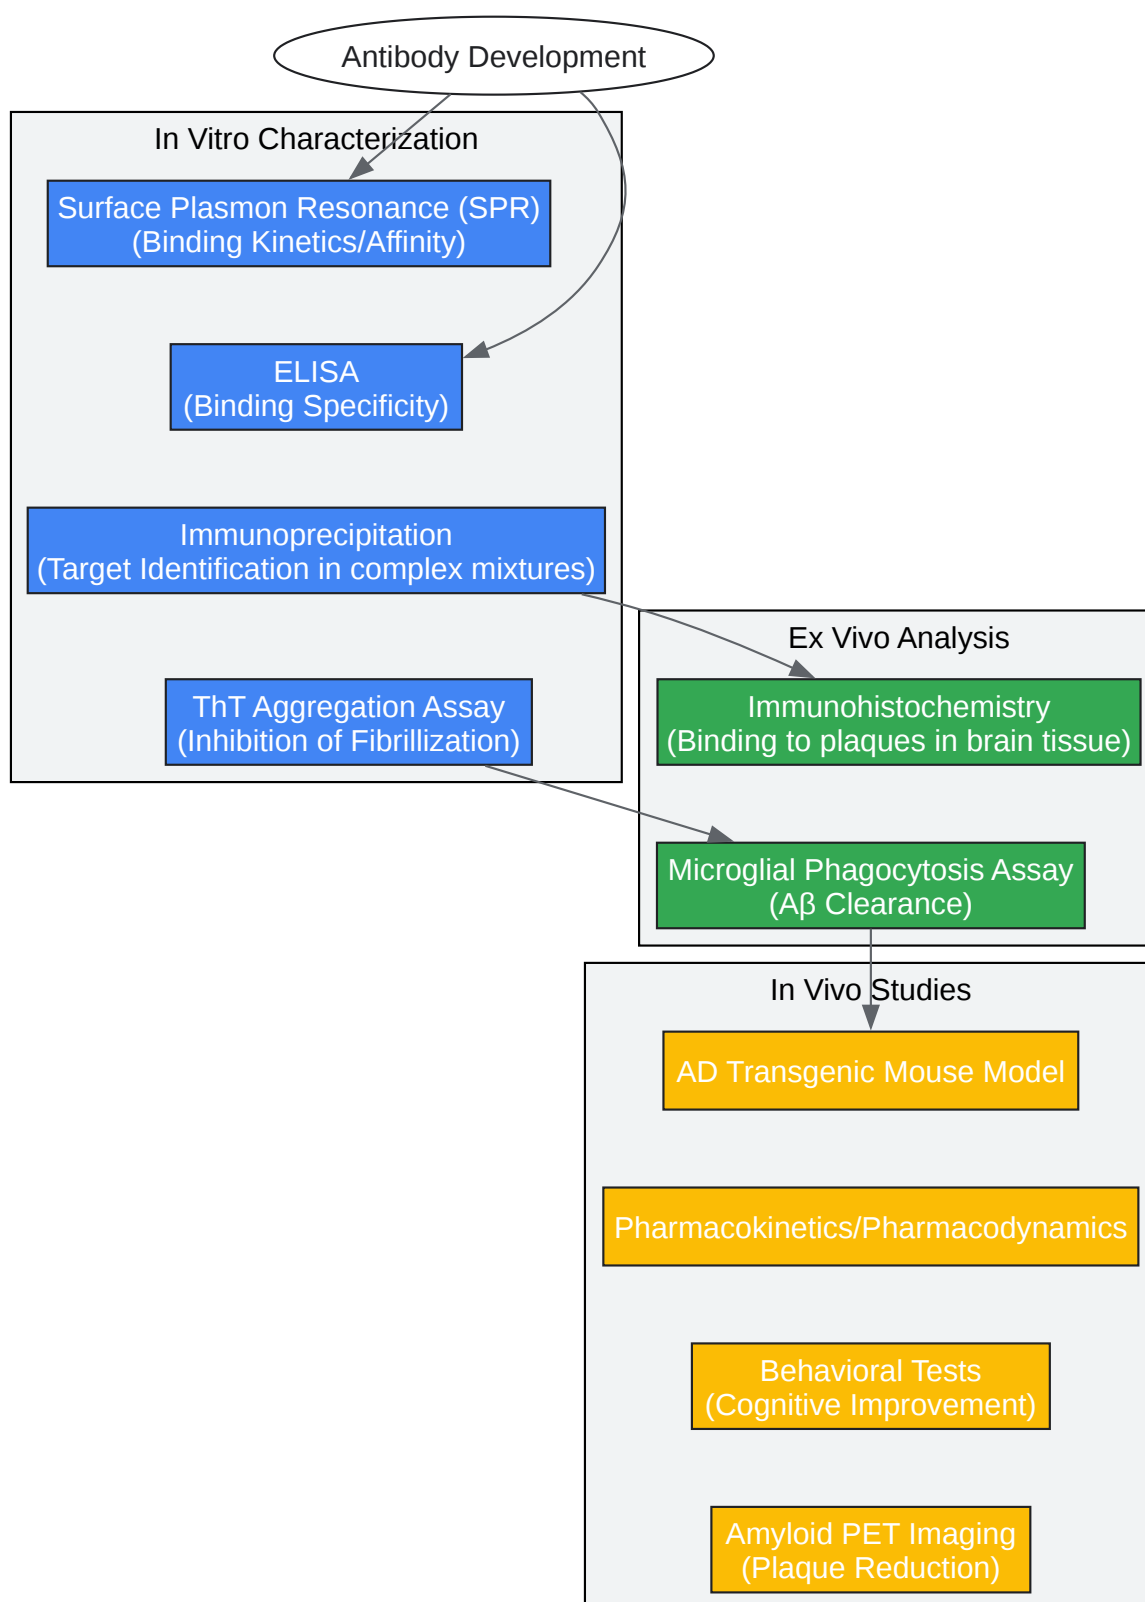 Antibody Development
In Vitro Characterization
Surface Plasmon Resonance (SPR)
(Binding Kinetics/Affinity)
ELISA
(Binding Specificity)
Immunoprecipitation
(Target Identification in complex mixtures)
ThT Aggregation Assay
(Inhibition of Fibrillization)
Ex Vivo Analysis
Immunohistochemistry
(Binding to plaques in brain tissue)
Microglial Phagocytosis Assay
(Aβ Clearance)
In Vivo Studies
AD Transgenic Mouse Model
Pharmacokinetics/Pharmacodynamics
Behavioral Tests
(Cognitive Improvement)
Amyloid PET Imaging
(Plaque Reduction)